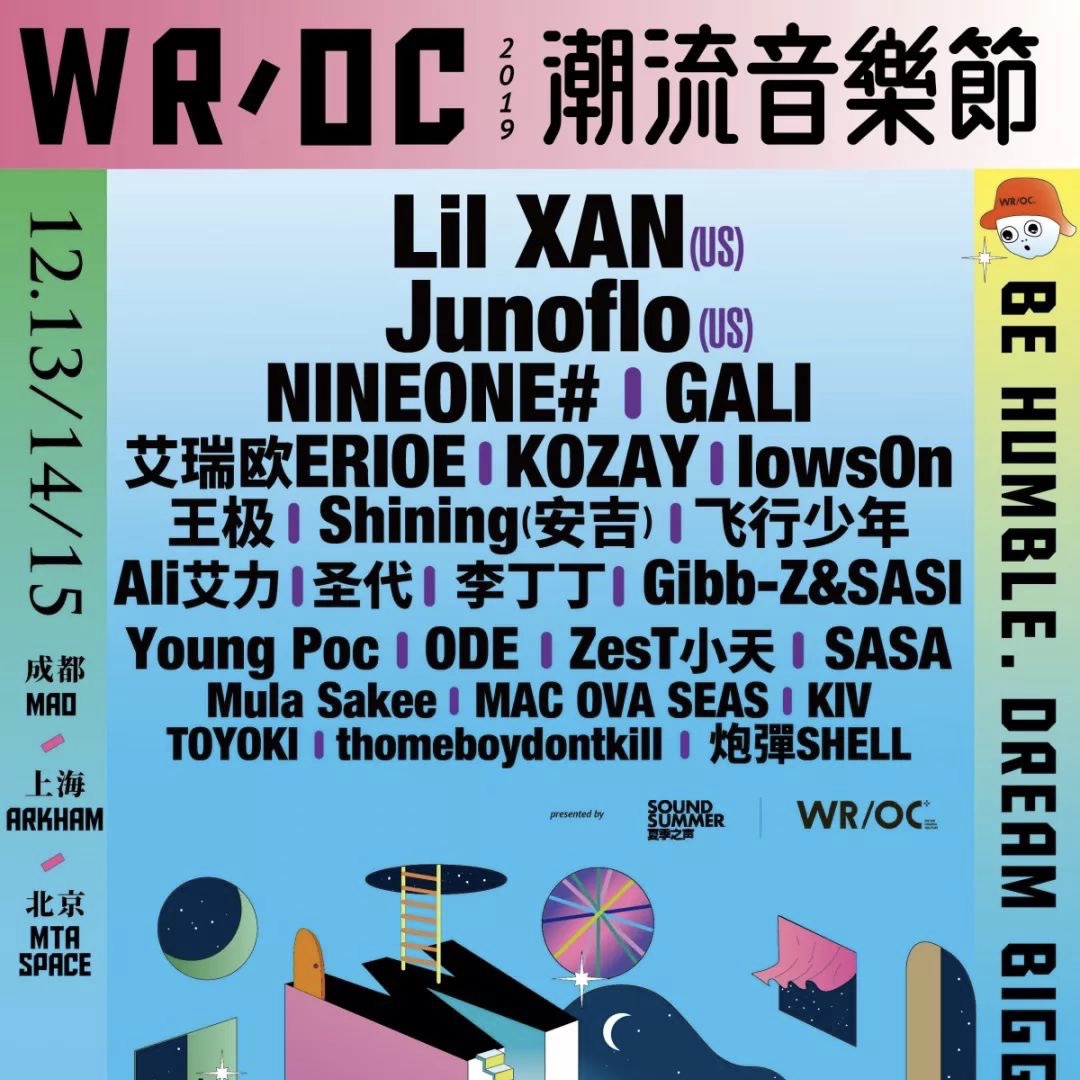 WR/OC 2019 潮流音樂節
12.13/14/15
成都
MAO
上海
ARKHAM
北京
MTA
SPACE
Lil XAN (US)
Junoflo (US)
NINEONE# GALI
艾瑞欧ERIOE KOZAY lows0n
王极 Shining(安吉) 飞行少年
Ali艾力 圣代 李丁丁 Gibb-Z&SASI
Young Poc ODE ZesT小天 SASA
Mula Sakee MAC OVA SEAS KIV
TOYOKI thomeboydontkill 炮彈SHELL
presented by
SOUND
SUMMER
夏季之声
WR/OC
WR/OC
BE HUMBLE. DREAM BIGG